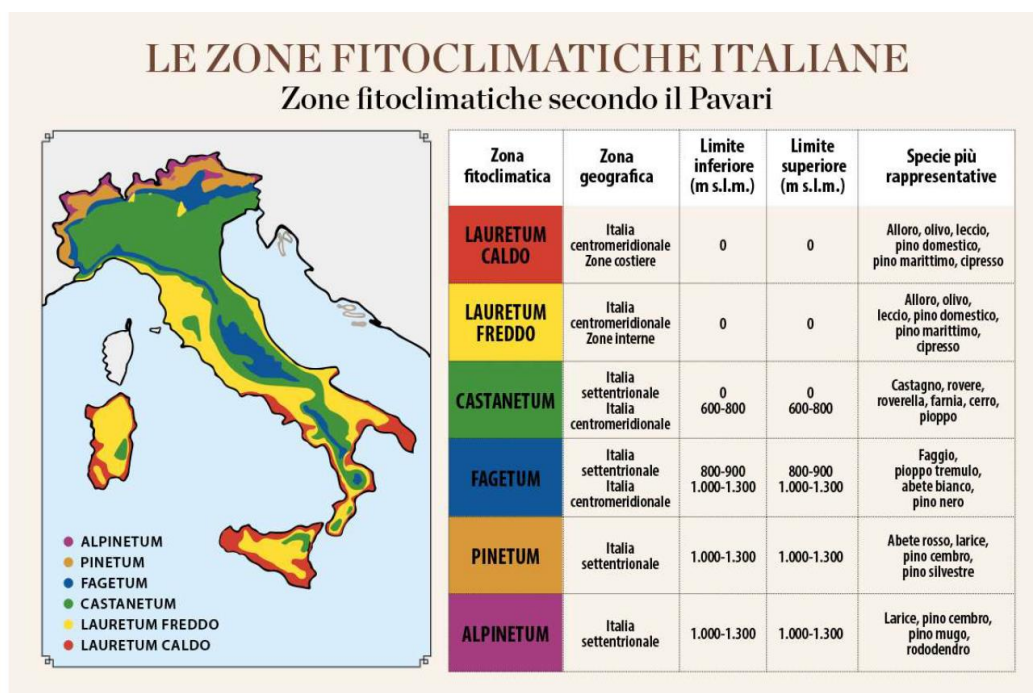 LE ZONE FITOCLIMATICHE ITALIANE
Zone fitoclimatiche secondo il Pavari
ALPINETUM
PINETUM
FAGETUM
CASTANETUM
LAURETUM FREDDO
LAURETUM CALDO
Zona
fitoclimatica
Zona
geografica
Limite
inferiore
(m s.l.m.)
Limite
superiore
(m s.l.m.)
Specie più
rappresentative
LAURETUM
CALDO
Italia
centromeridionale
Zone costiere
0
0
Alloro, olivo, leccio,
pino domestico,
pino marittimo, cipresso
LAURETUM
FREDDO
Italia
centromeridionale
Zone interne
0
0
Alloro, olivo,
leccio, pino domestico,
pino marittimo,
cipresso
CASTANETUM
Italia
settentrionale
Italia
centromeridionale
0
600-800
0
600-800
Castagno, rovere,
roverella, farnia, cerro,
pioppo
FAGETUM
Italia
settentrionale
Italia
centromeridionale
800-900
1.000-1.300
800-900
1.000-1.300
Faggio,
pioppo tremulo,
abete bianco,
pino nero
PINETUM
Italia
settentrionale
1.000-1.300
1.000-1.300
Abete rosso, larice,
pino cembro,
pino silvestre
ALPINETUM
Italia
settentrionale
1.000-1.300
1.000-1.300
Larice, pino cembro,
pino mugo,
rododendro